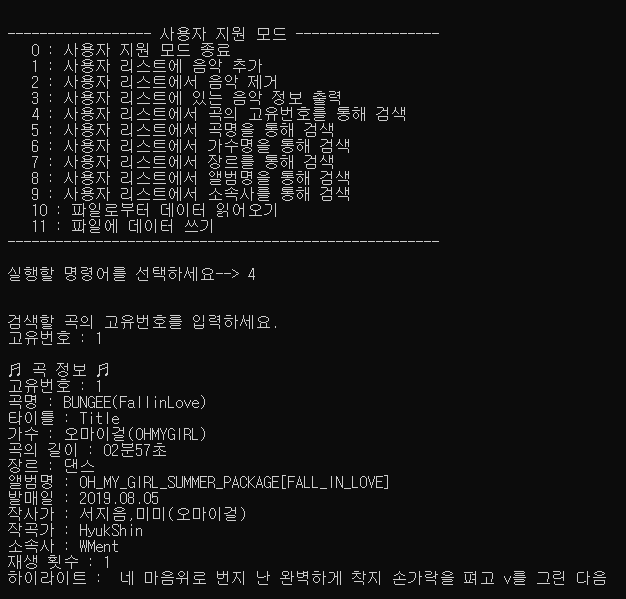 ------------------ 사용자 지원 모드 ------------------
0 : 사용자 지원 모드 종료
1 : 사용자 리스트에 음악 추가
2 : 사용자 리스트에서 음악 제거
3 : 사용자 리스트에 있는 음악 정보 출력
4 : 사용자 리스트에서 곡의 고유번호를 통해 검색
5 : 사용자 리스트에서 곡명을 통해 검색
6 : 사용자 리스트에서 가수명을 통해 검색
7 : 사용자 리스트에서 장르를 통해 검색
8 : 사용자 리스트에서 앨범명을 통해 검색
9 : 사용자 리스트에서 소속사를 통해 검색
10 : 파일로부터 데이터 읽어오기
11 : 파일에 데이터 쓰기
------------------------------------------------------
실행할 명령어를 선택하세요--> 4
검색할 곡의 고유번호를 입력하세요.
고유번호 : 1
♬ 곡 정보 ♬
고유번호 : 1
곡명 : BUNGEE(FallinLove)
타이틀 : Title
가수 : 오마이걸(OHMYGIRL)
곡의 길이 : 02분57초
장르 : 댄스
앨범명 : OH_MY_GIRL_SUMMER_PACKAGE[FALL_IN_LOVE]
발매일 : 2019.08.05
작사가 : 서지음,미미(오마이걸)
작곡가 : HyukShin
소속사 : WMent
재생 횟수 : 1
하이라이트 :  네 마음위로 번지 난 완벽하게 착지 손가락을 펴고 v를 그린 다음